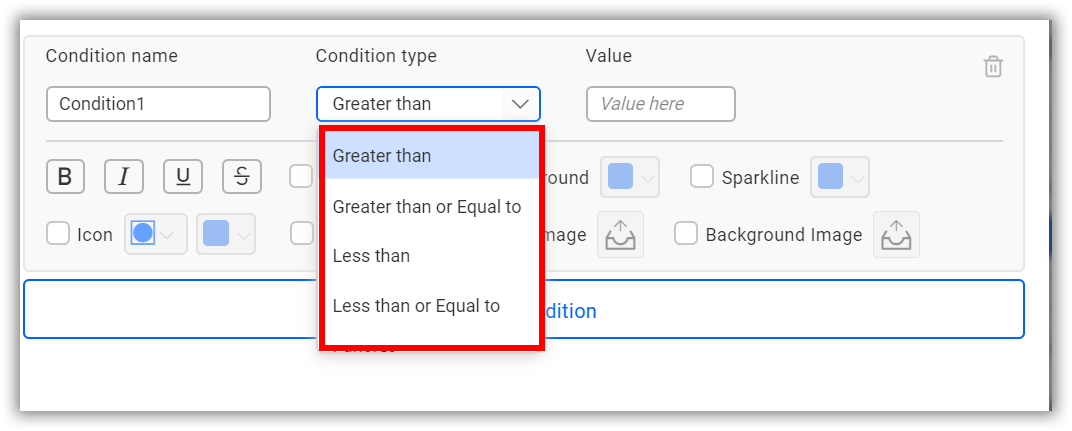 Condition name Condition type Value
Condition1 Greater than Value here
Greater than
B I U S ound Sparkline
Greater than or Equal to
Icon mage Background Image
Less than
Less than or Equal to
dition